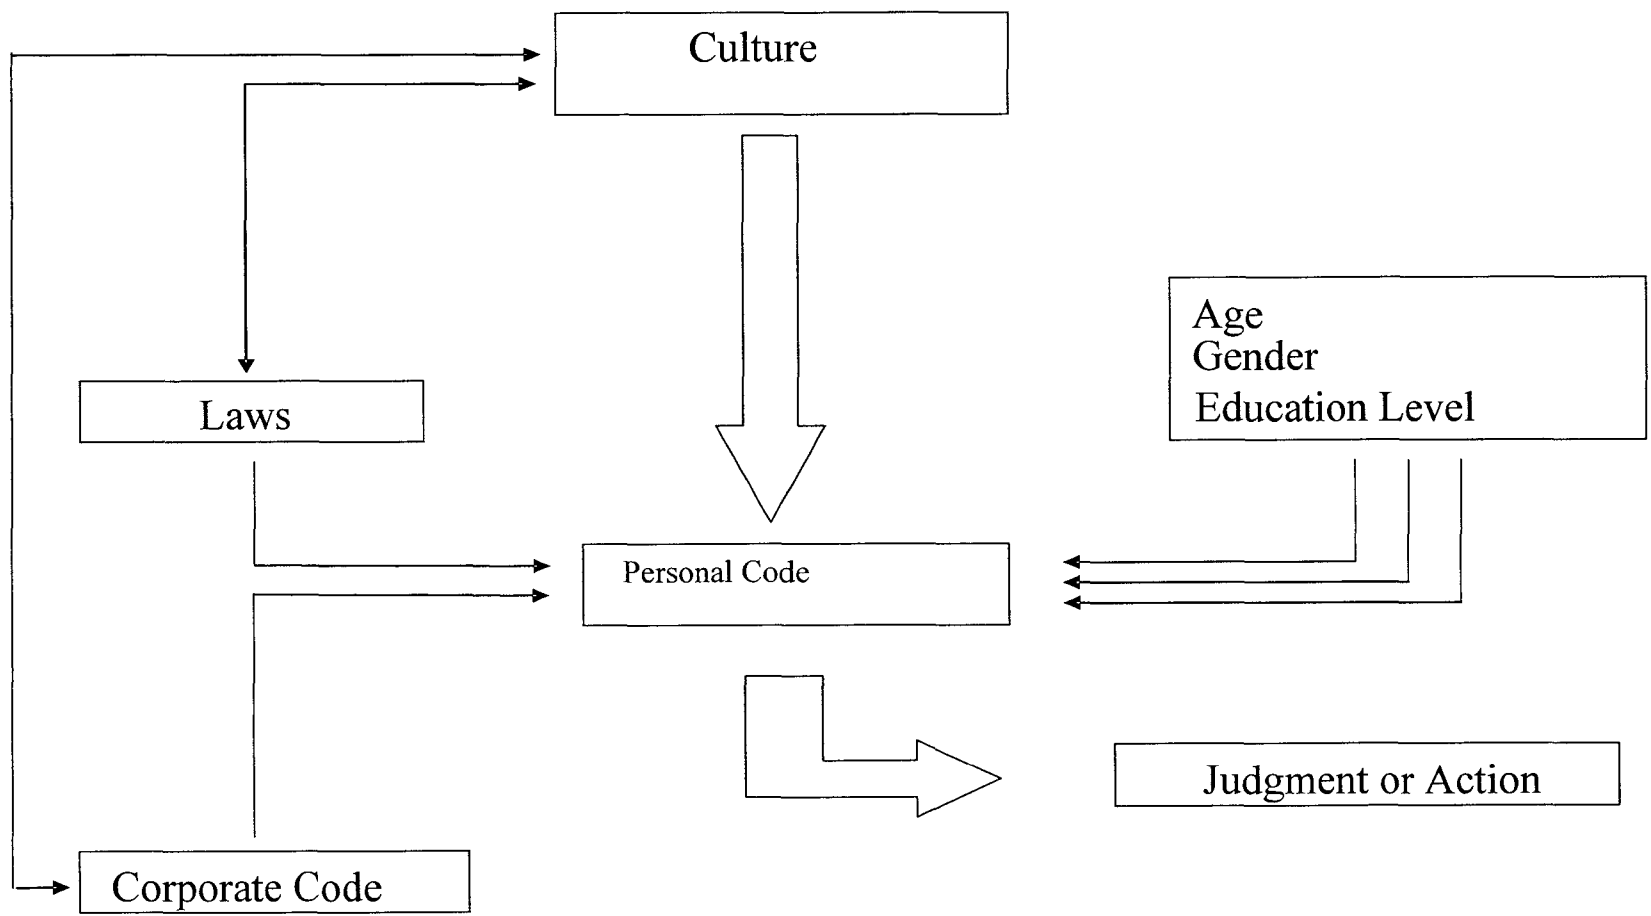 Culture
Age
Gender
Education Level
Laws
Personal Code
Judgment or Action
Corporate Code